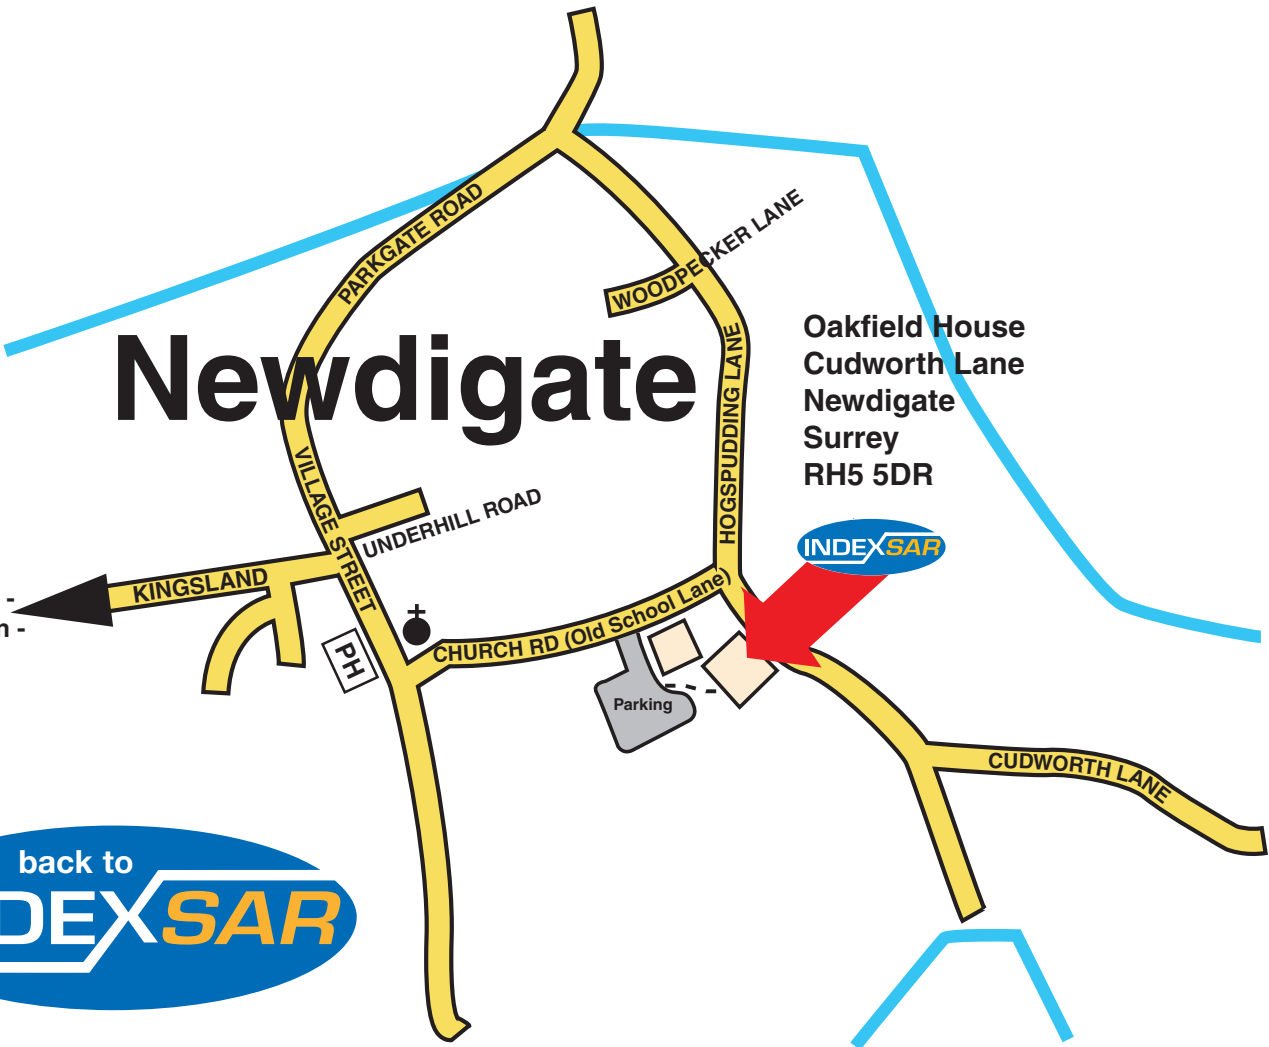 PARKGATE ROAD
WOODPECKER LANE
Newdigate
HOGSPUDDING LANE
Oakfield House
Cudworth Lane
Newdigate
Surrey
RH5 5DR
VILLAGE STREET
UNDERHILL ROAD
INDEXSAR
KINGSLAND
-
n -
PH
CHURCH RD (Old School Lane)
Parking
CUDWORTH LANE
back to
DEXSAR